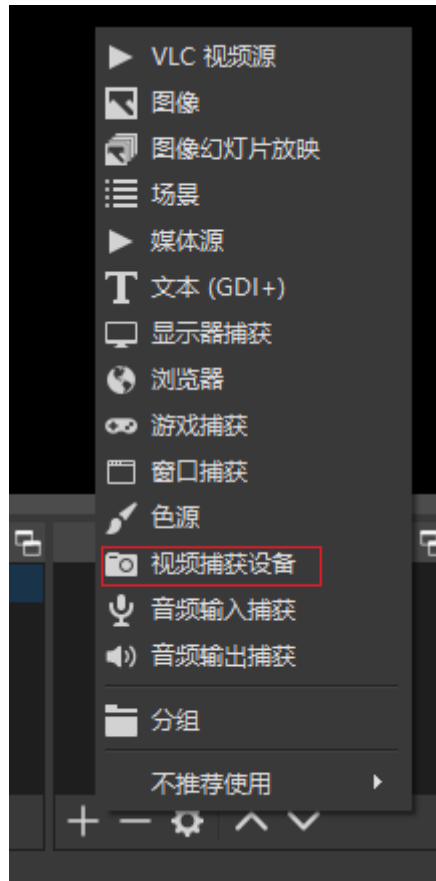 VLC 视频源
图像
图像幻灯片放映
场景
媒体源
文本 (GDI+)
显示器捕获
浏览器
游戏捕获
窗口捕获
色源
视频捕获设备
音频输入捕获
音频输出捕获
分组
不推荐使用